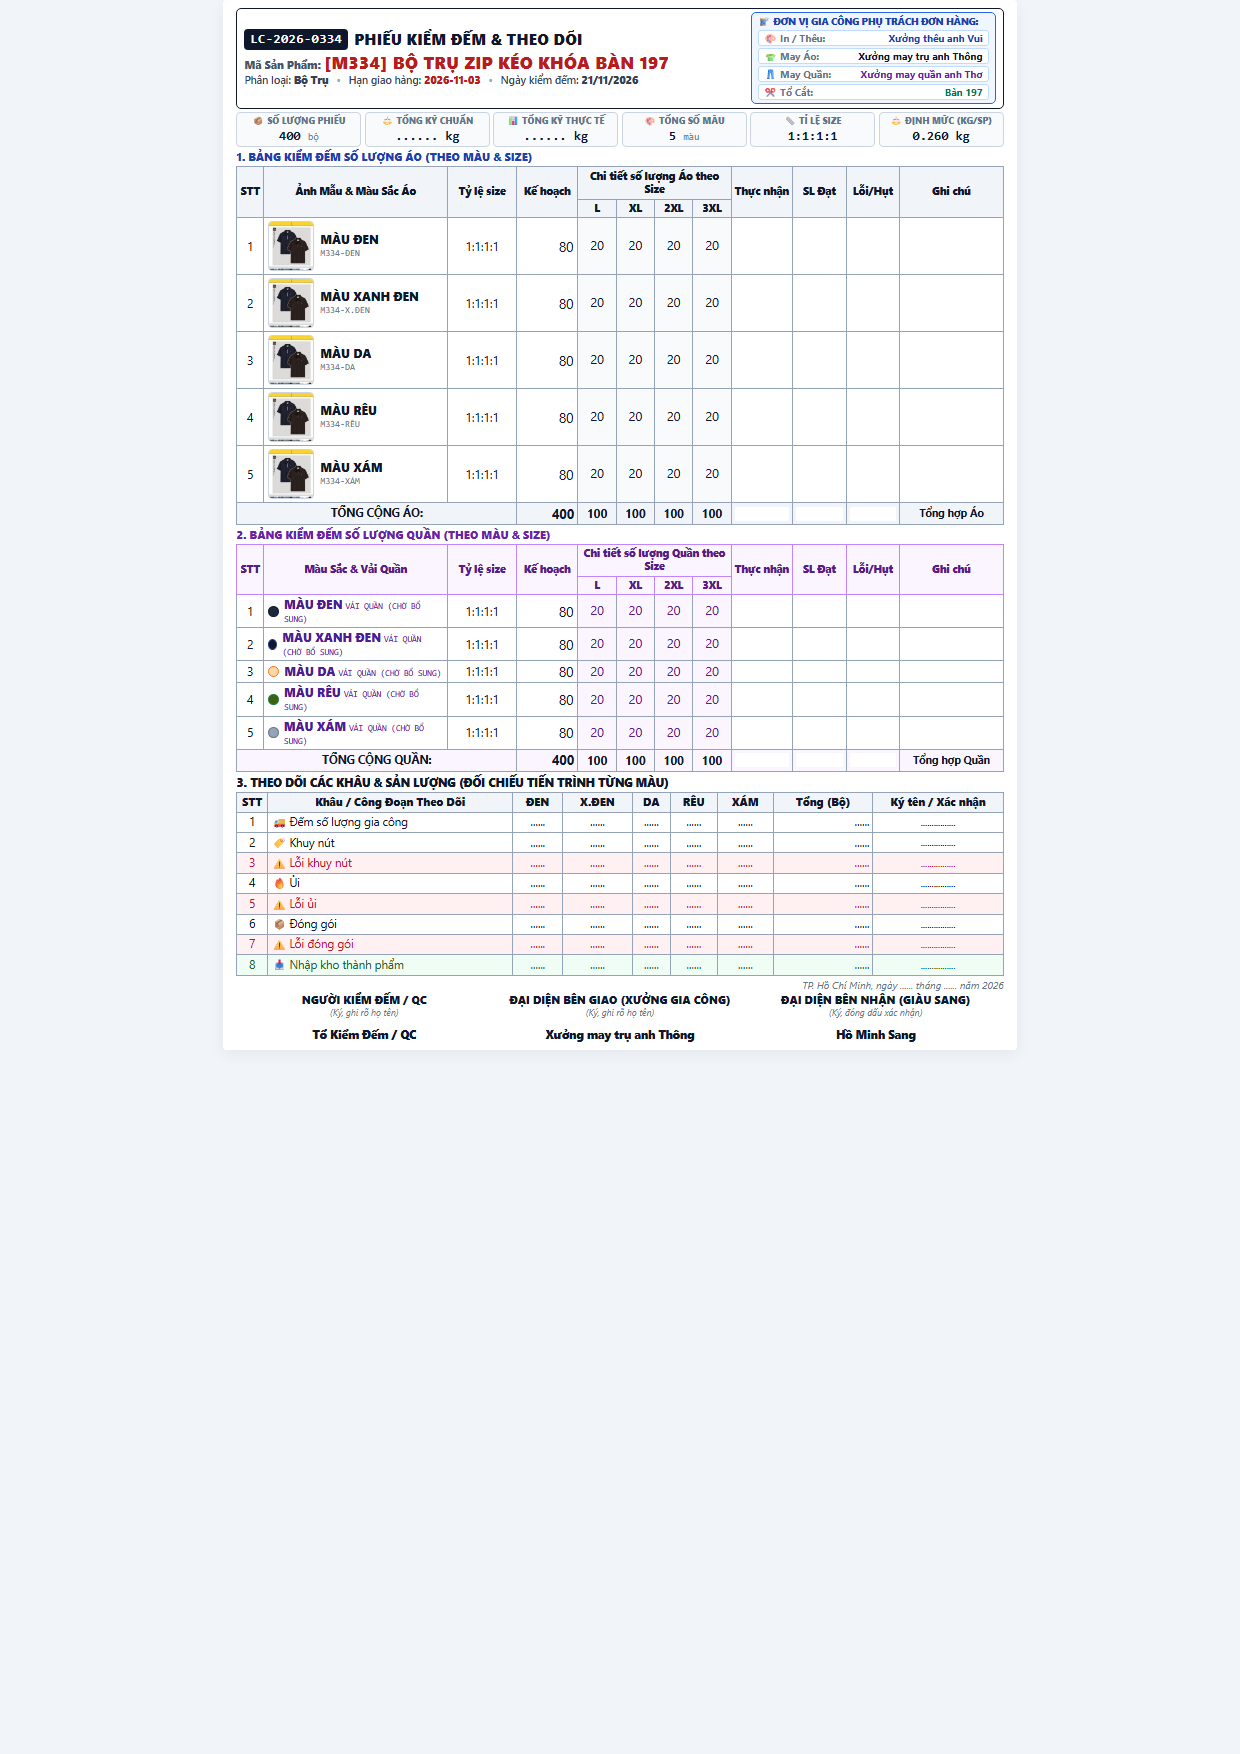 LC-2026-0334 PHIẾU KIỂM ĐẾM & THEO DÕI
Mã Sản Phẩm: [M334] BỘ TRỤ ZIP KÉO KHÓA BÀN 197
Phân loại: Bộ Trụ • Hạn giao hàng: 2026-11-03 • Ngày kiểm đếm: 21/11/2026
ĐƠN VỊ GIA CÔNG PHỤ TRÁCH ĐƠN HÀNG:
In / Thêu: Xưởng thêu anh Vui
May Áo: Xưởng may trụ anh Thông
May Quần: Xưởng may quần anh Thơ
Tổ Cắt: Bàn 197
SỐ LƯỢNG PHIẾU
400 bộ
TỔNG KÝ CHUẨN
...... kg
TỔNG KÝ THỰC TẾ
...... kg
TỔNG SỐ MÀU
5 màu
TỈ LỆ SIZE
1:1:1:1
ĐỊNH MỨC (KG/SP)
0.260 kg
1. BẢNG KIỂM ĐẾM SỐ LƯỢNG ÁO (THEO MÀU & SIZE)
STT Ảnh Mẫu & Màu Sắc Áo Tỷ lệ size Kế hoạch Chi tiết số lượng Áo theo Size Thực nhận SL Đạt Lỗi/Hụt Ghi chú
L XL 2XL 3XL
1 MÀU ĐEN 1:1:1:1 80 20 20 20 20
M334-ĐEN
2 MÀU XANH ĐEN 1:1:1:1 80 20 20 20 20
M334-X.ĐEN
3 MÀU DA 1:1:1:1 80 20 20 20 20
M334-DA
4 MÀU RÊU 1:1:1:1 80 20 20 20 20
M334-RÊU
5 MÀU XÁM 1:1:1:1 80 20 20 20 20
M334-XÁM
TỔNG CỘNG ÁO: 400 100 100 100 100 Tổng hợp Áo
2. BẢNG KIỂM ĐẾM SỐ LƯỢNG QUẦN (THEO MÀU & SIZE)
STT Màu Sắc & Vải Quần Tỷ lệ size Kế hoạch Chi tiết số lượng Quần theo Size Thực nhận SL Đạt Lỗi/Hụt Ghi chú
L XL 2XL 3XL
1 MÀU ĐEN VẢI QUẦN (CHỜ BỔ SUNG) 1:1:1:1 80 20 20 20 20
2 MÀU XANH ĐEN VẢI QUẦN (CHỜ BỔ SUNG) 1:1:1:1 80 20 20 20 20
3 MÀU DA VẢI QUẦN (CHỜ BỔ SUNG) 1:1:1:1 80 20 20 20 20
4 MÀU RÊU VẢI QUẦN (CHỜ BỔ SUNG) 1:1:1:1 80 20 20 20 20
5 MÀU XÁM VẢI QUẦN (CHỜ BỔ SUNG) 1:1:1:1 80 20 20 20 20
TỔNG CỘNG QUẦN: 400 100 100 100 100 Tổng hợp Quần
3. THEO DÕI CÁC KHÂU & SẢN LƯỢNG (ĐỐI CHIẾU TIẾN TRÌNH TỪNG MÀU)
STT Khâu / Công Đoạn Theo Dõi ĐEN X.ĐEN DA RÊU XÁM Tổng (Bộ) Ký tên / Xác nhận
1 Đếm số lượng gia công ...... ...... ...... ...... ...... ...... ................
2 Khuy nút ...... ...... ...... ...... ...... ...... ................
3 Lỗi khuy nút ...... ...... ...... ...... ...... ...... ................
4 Ủi ...... ...... ...... ...... ...... ...... ................
5 Lỗi ủi ...... ...... ...... ...... ...... ...... ................
6 Đóng gói ...... ...... ...... ...... ...... ...... ................
7 Lỗi đóng gói ...... ...... ...... ...... ...... ...... ................
8 Nhập kho thành phẩm ...... ...... ...... ...... ...... ...... ................
TP. Hồ Chí Minh, ngày ...... tháng ...... năm 2026
NGƯỜI KIỂM ĐẾM / QC ĐẠI DIỆN BÊN GIAO (XƯỞNG GIA CÔNG) ĐẠI DIỆN BÊN NHẬN (GIÀU SANG)
(Ký, ghi rõ họ tên) (Ký, ghi rõ họ tên) (Ký, đóng dấu xác nhận)
Tổ Kiểm Đếm / QC Xưởng may trụ anh Thông Hồ Minh Sang